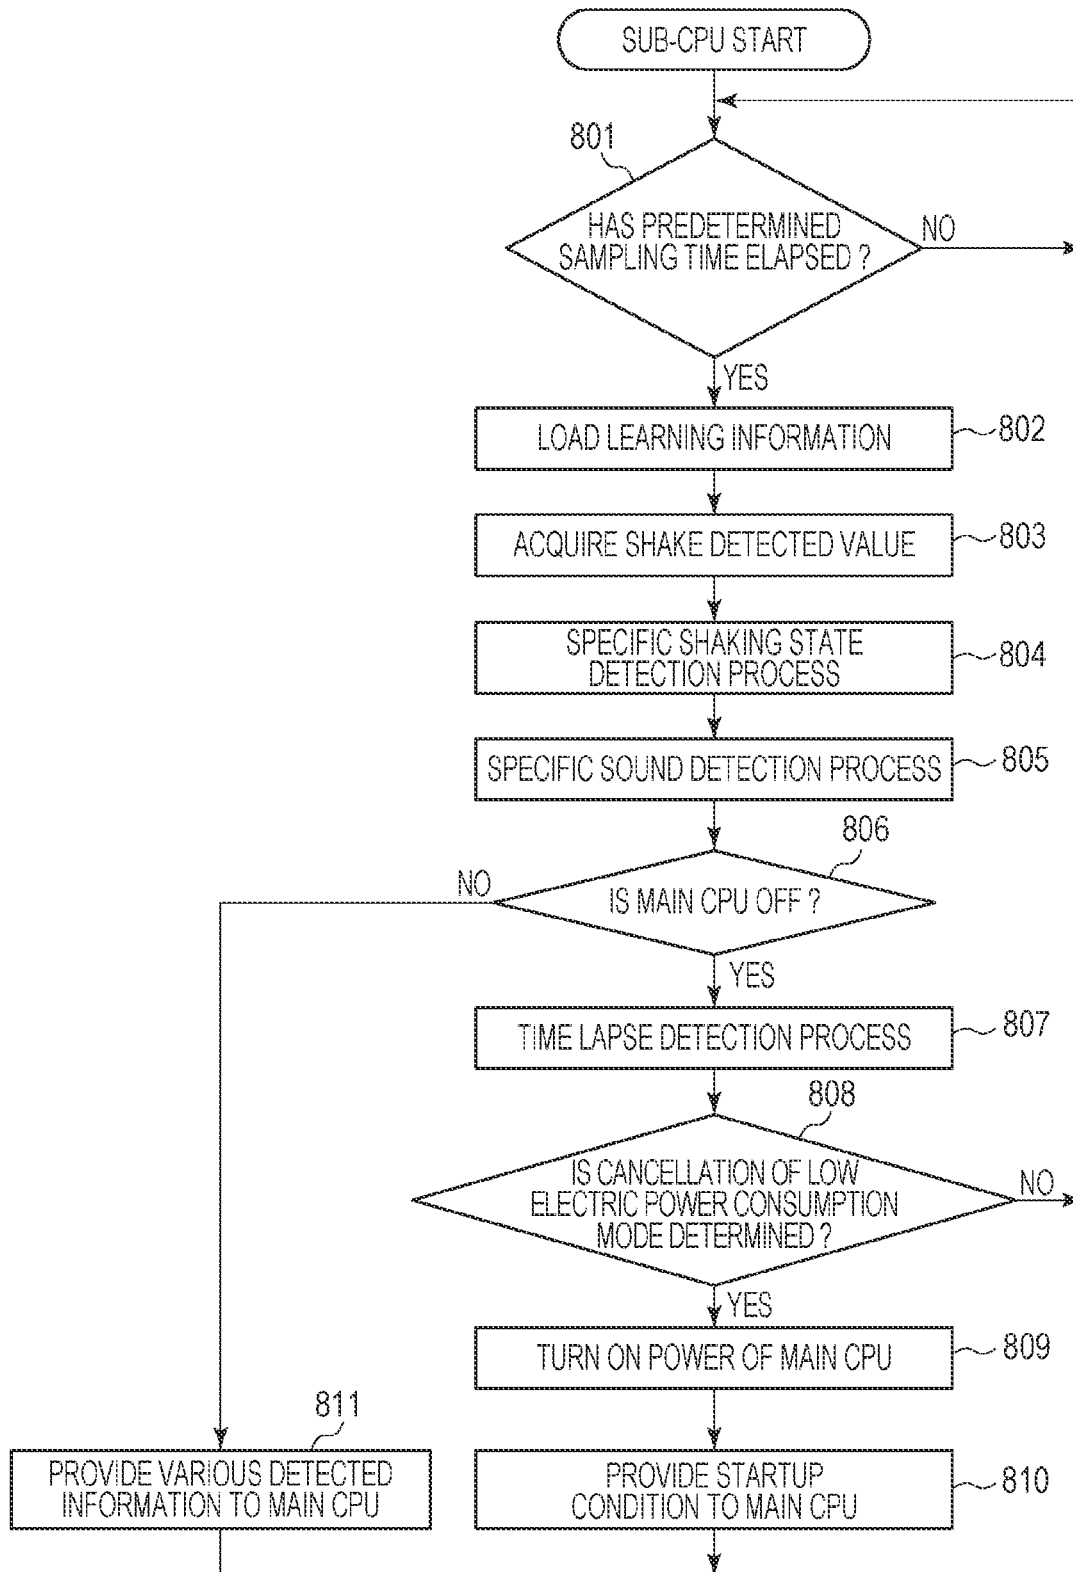 SUB-CPU START
801
HAS PREDETERMINED
SAMPLING TIME ELAPSED ?
NO
YES
LOAD LEARNING INFORMATION
802
ACQUIRE SHAKE DETECTED VALUE
803
SPECIFIC SHAKING STATE
DETECTION PROCESS
804
SPECIFIC SOUND DETECTION PROCESS
805
806
NO
IS MAIN CPU OFF ?
YES
TIME LAPSE DETECTION PROCESS
807
808
IS CANCELLATION OF LOW
ELECTRIC POWER CONSUMPTION
MODE DETERMINED ?
NO
YES
TURN ON POWER OF MAIN CPU
809
811
PROVIDE VARIOUS DETECTED
INFORMATION TO MAIN CPU
PROVIDE STARTUP
CONDITION TO MAIN CPU
810